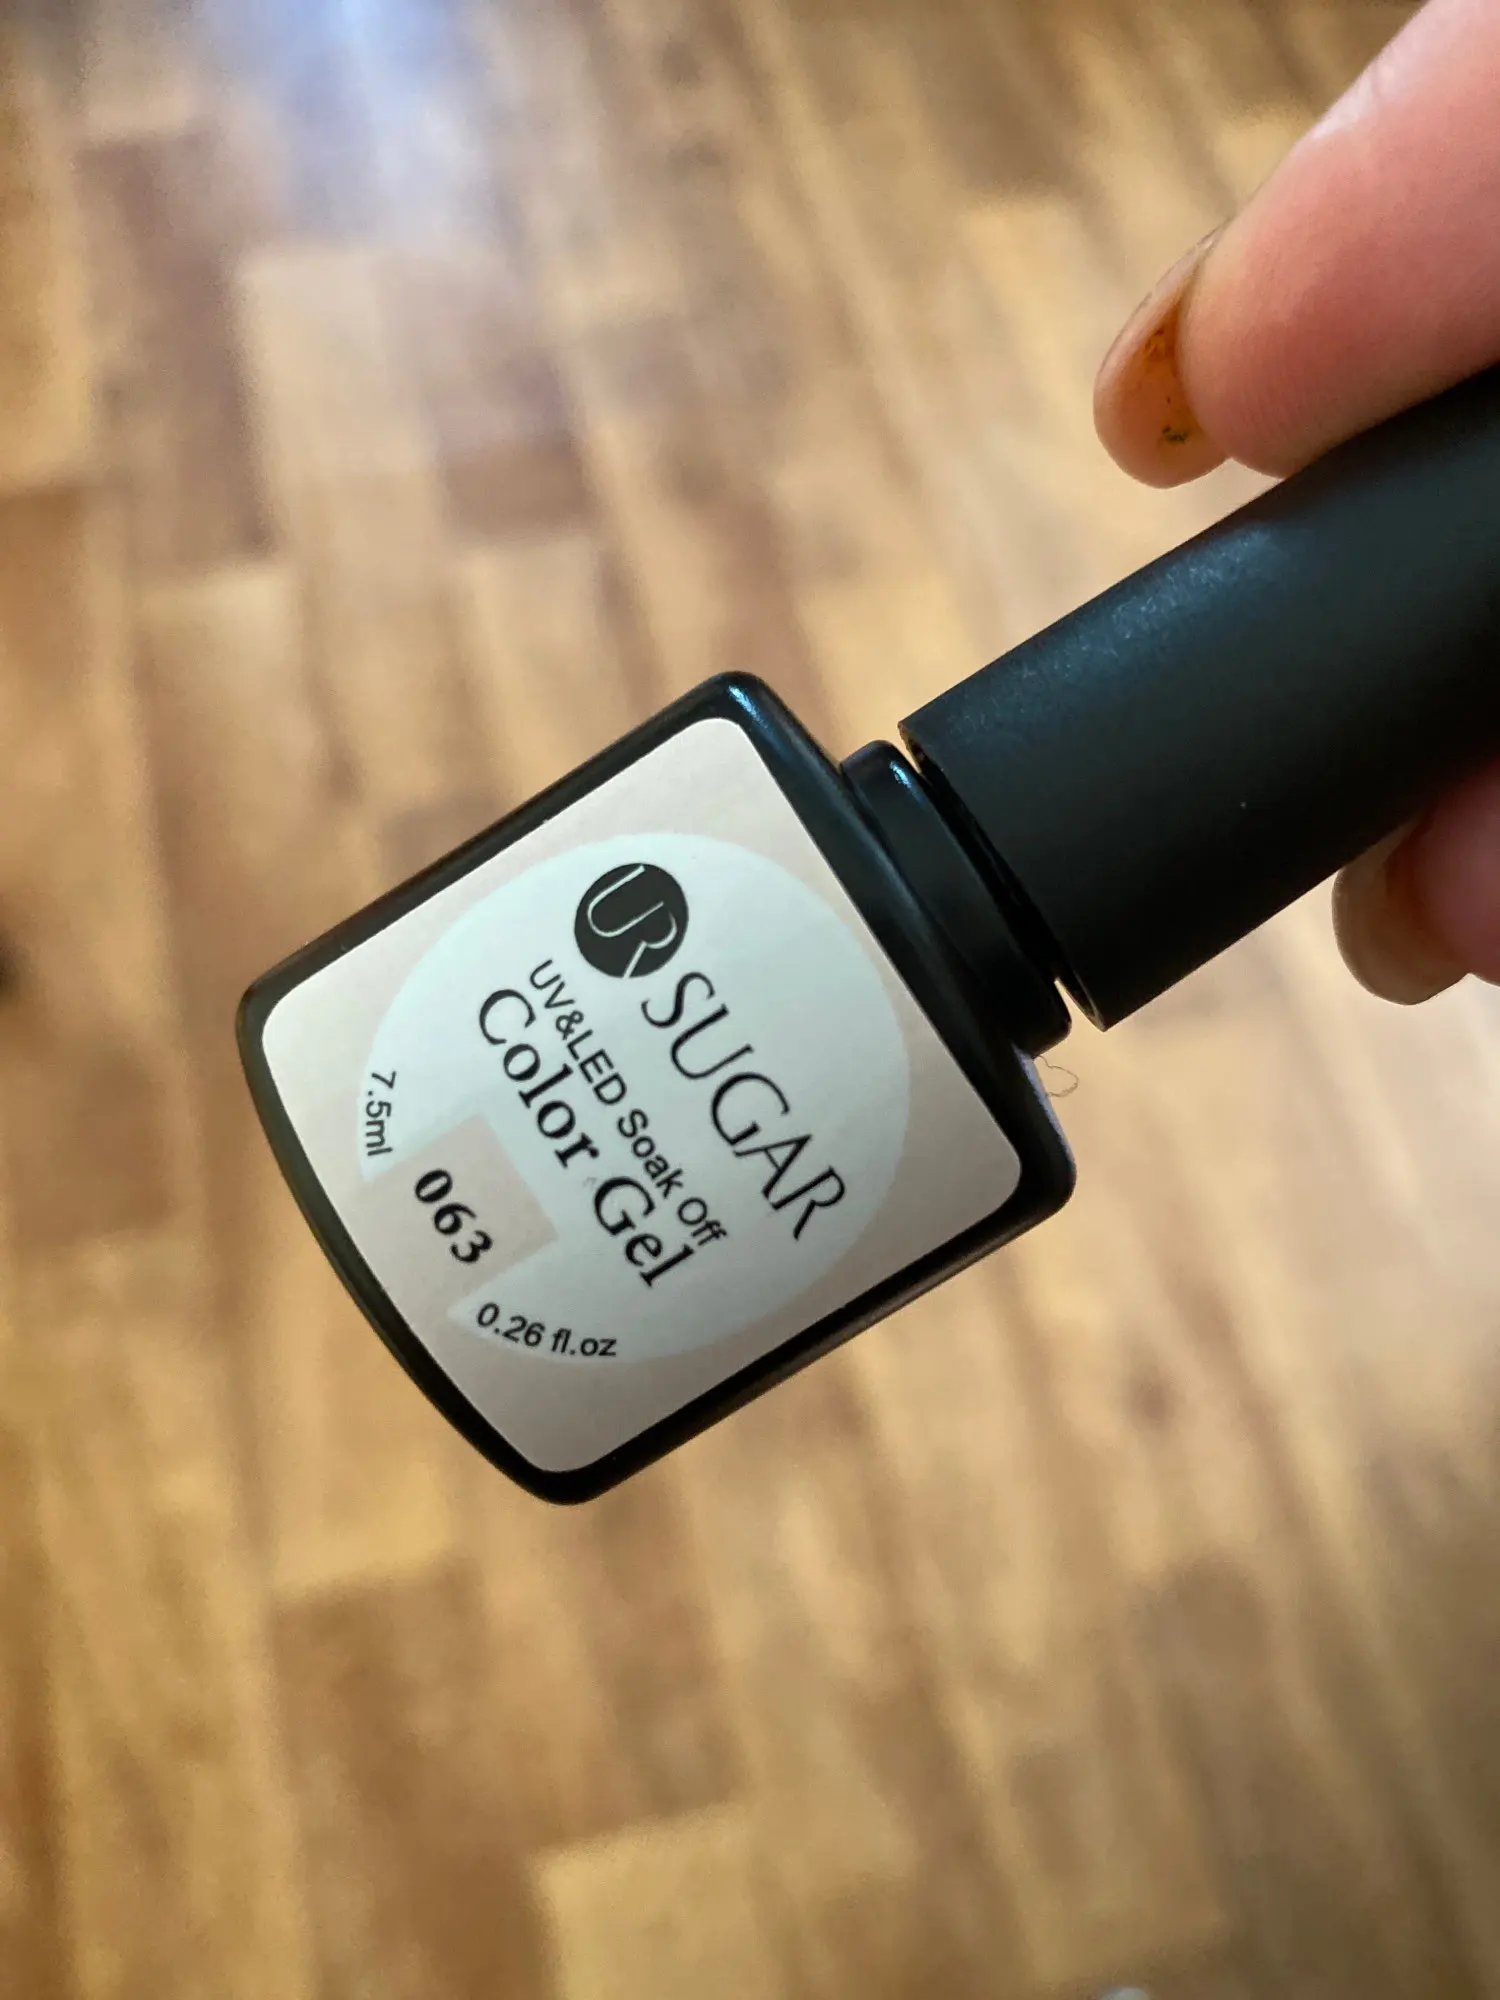 UR SUGAR
UV&LED Soak Off
Color Gel
7.5ml
063
0.26 fl.oz